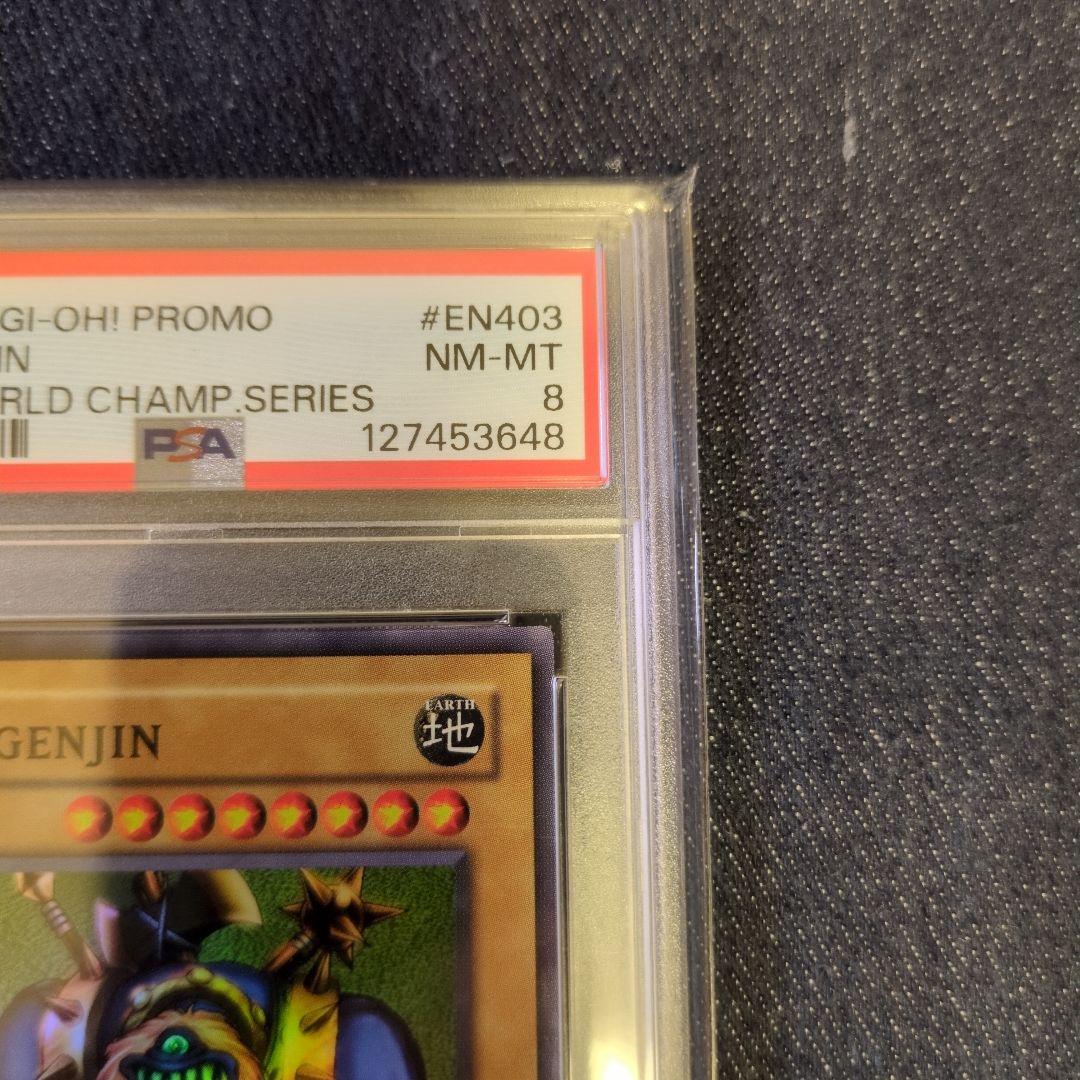 GI-OH! PROMO #EN403
IN NM-MT
RLD CHAMP.SERIES 8
PSA 127453648
GENJIN
EARTH
地